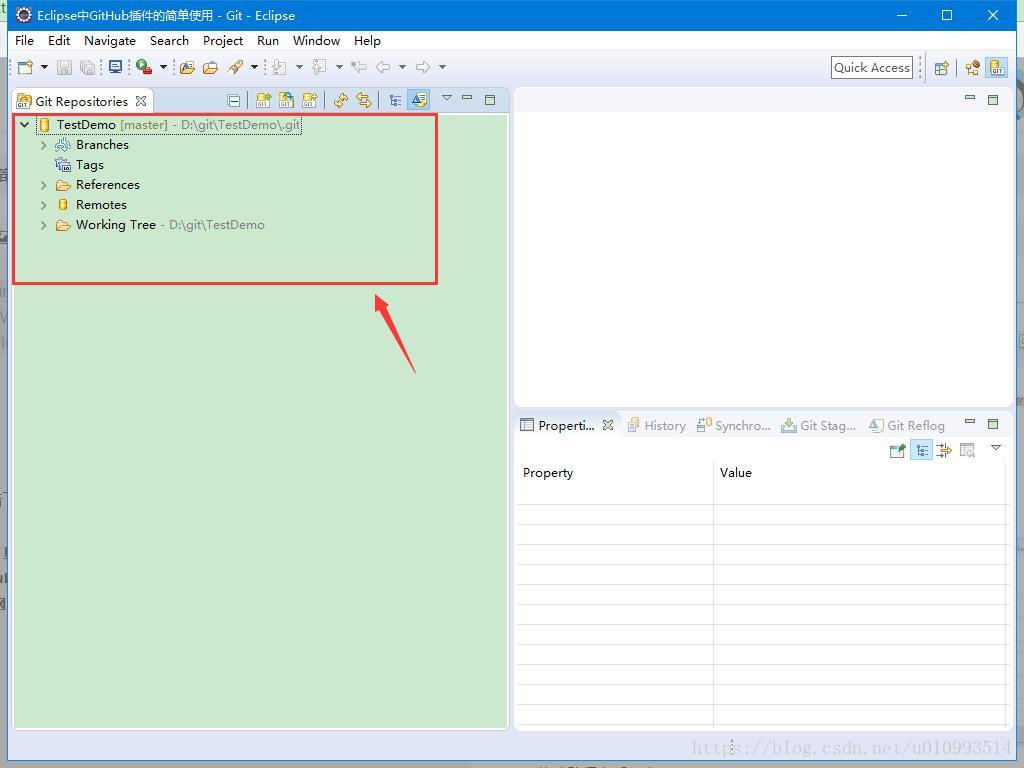 Eclipse中GitHub插件的简单使用 - Git - Eclipse
File Edit Navigate Search Project Run Window Help
Quick Access
Git Repositories
TestDemo [master] - D:\git\TestDemo\.git
Branches
Tags
References
Remotes
Working Tree - D:\git\TestDemo
Properti... History Synchro... Git Stag... Git Reflog
Property Value
https://blog.csdn.net/u010993514